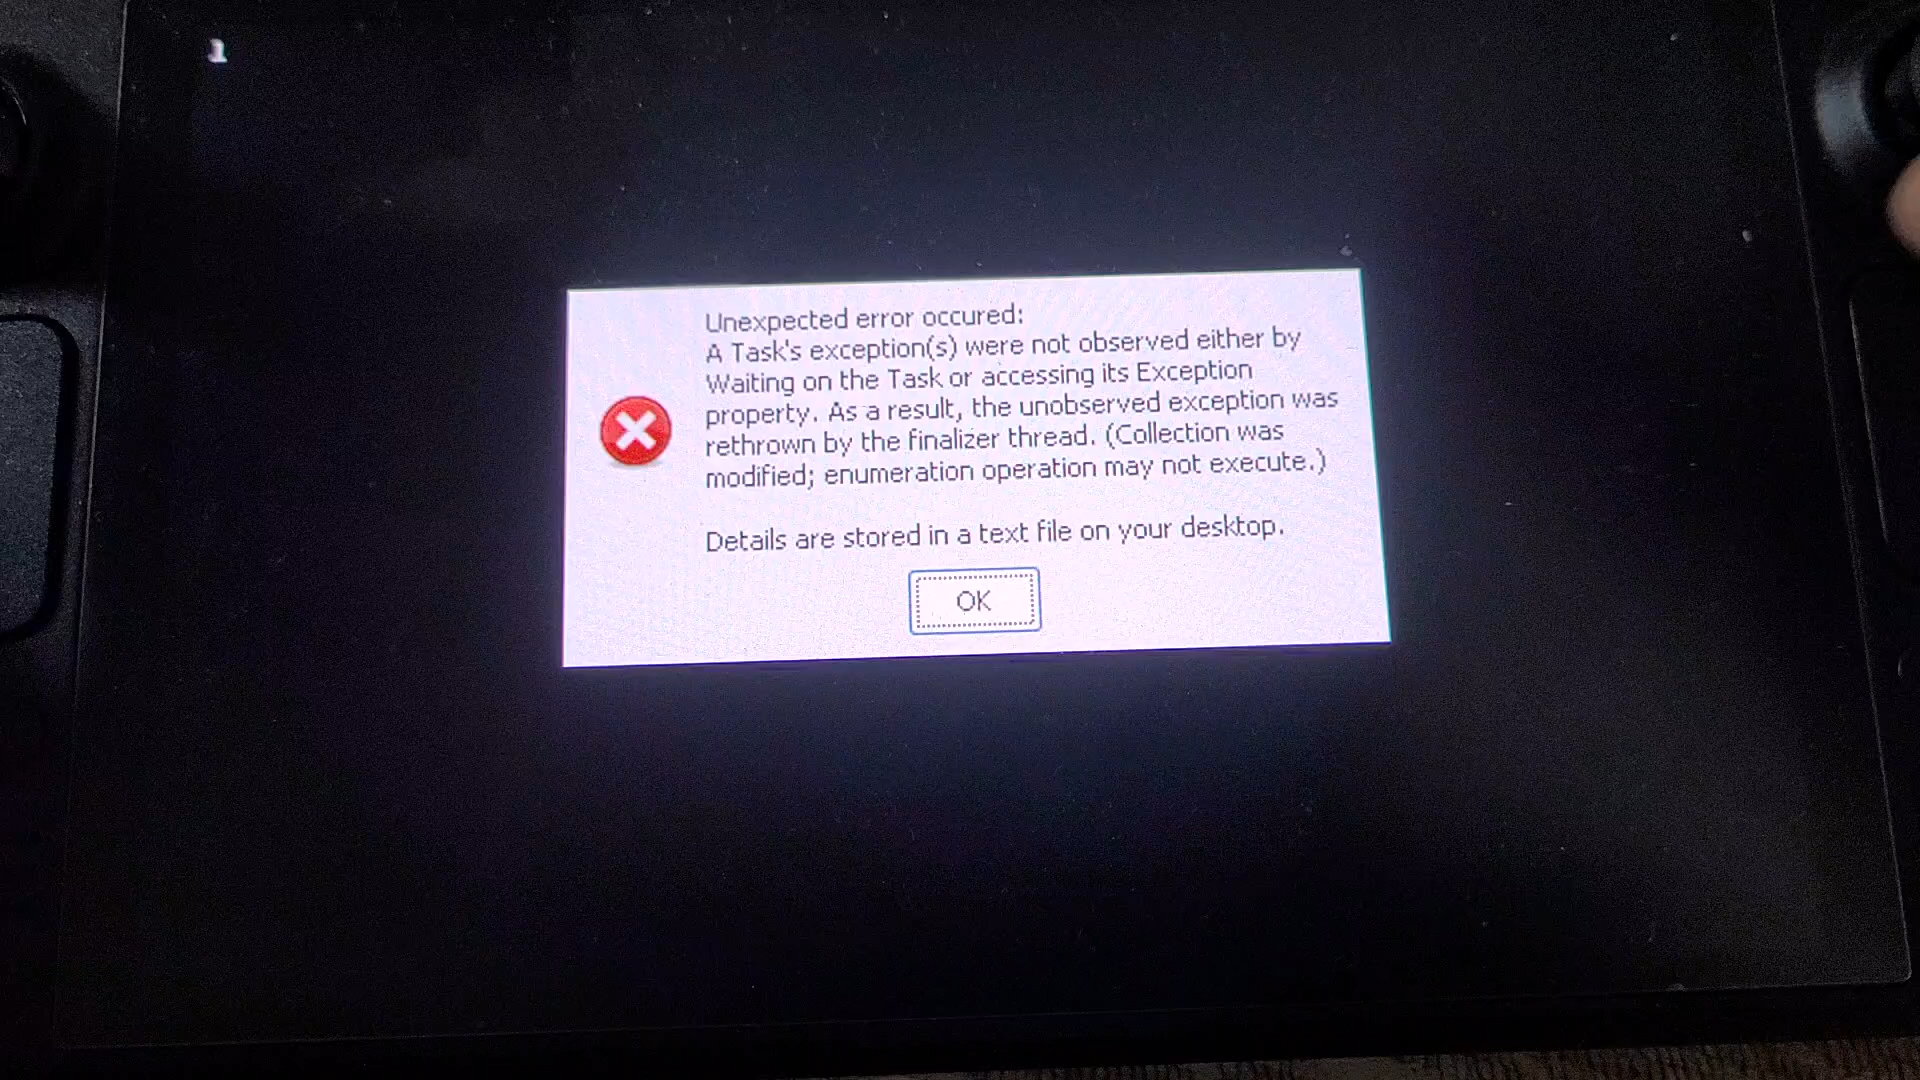 1
Unexpected error occured:
A Task's exception(s) were not observed either by
Waiting on the Task or accessing its Exception
property. As a result, the unobserved exception was
rethrown by the finalizer thread. (Collection was
modified; enumeration operation may not execute.)
Details are stored in a text file on your desktop.
OK